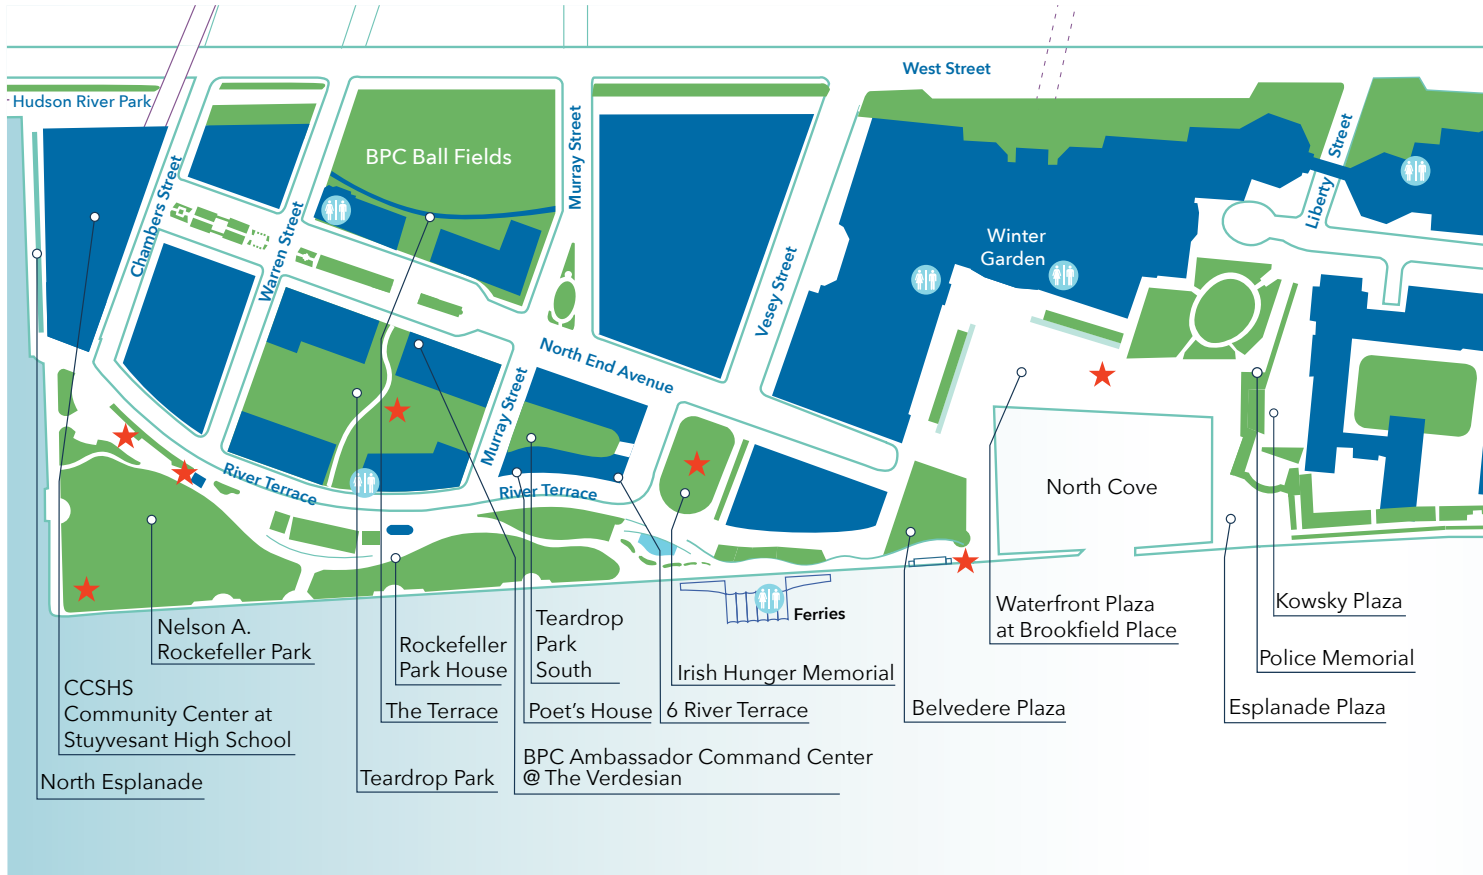 West Street
Hudson River Park
BPC Ball Fields
Murray Street
Chambers Street
Warren Street
Vesey Street
Liberty Street
Winter
Garden
North End Avenue
Murray Street
River Terrace
River Terrace
North Cove
Ferries
Nelson A.
Rockefeller Park
CCSHS
Community Center at
Stuyvesant High School
North Esplanade
Rockefeller
Park House
The Terrace
Teardrop Park
Teardrop
Park
South
Poet's House
BPC Ambassador Command Center
@ The Verdesian
Irish Hunger Memorial
6 River Terrace
Belvedere Plaza
Waterfront Plaza
at Brookfield Place
Kowsky Plaza
Police Memorial
Esplanade Plaza